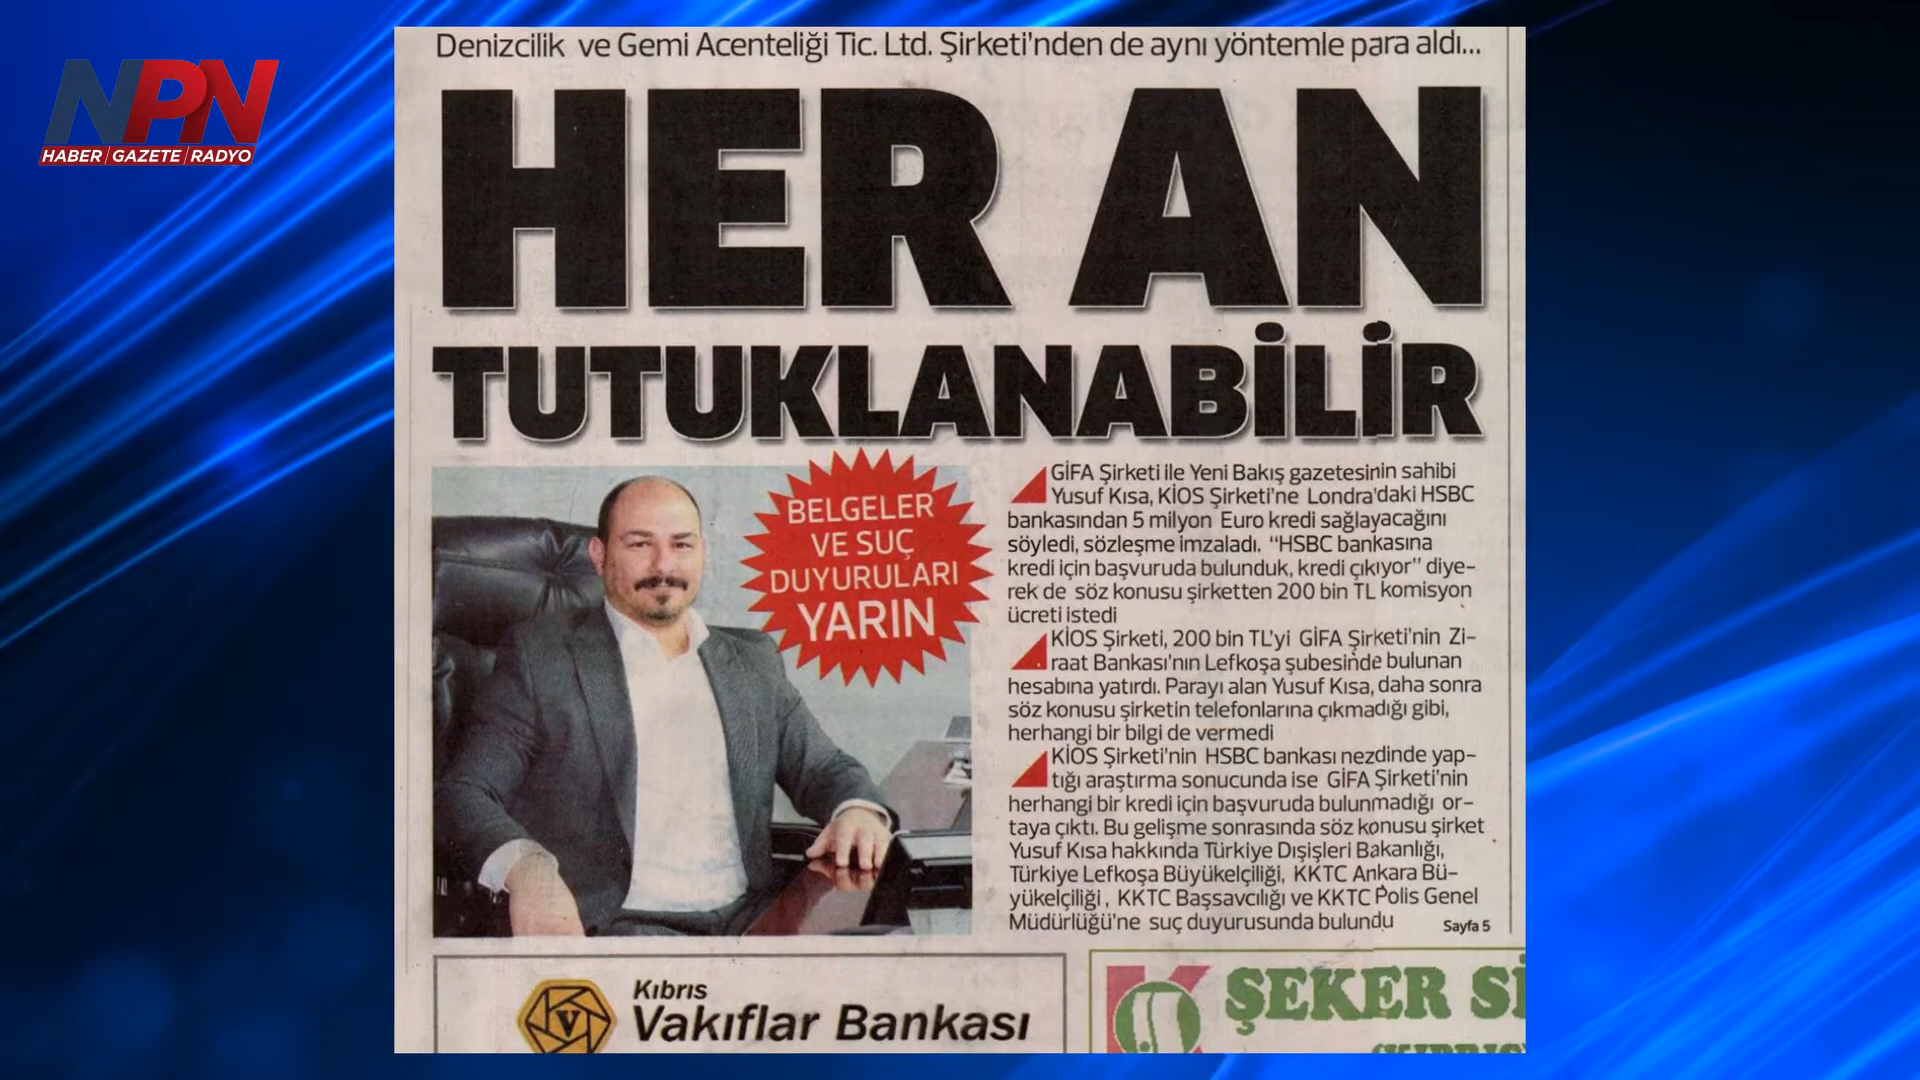 NPN
HABER | GAZETE | RADYO
Denizcilik ve Gemi Acenteliği Tic. Ltd. Şirketi'nden de aynı yöntemle para aldı...
HER AN
TUTUKLANABİLİR
BELGELER
VE SUÇ
DUYURULARI
YARIN
GİFA Şirketi ile Yeni Bakış gazetesinin sahibi
Yusuf Kısa, KİOS Şirketi'ne Londra'daki HSBC
bankasından 5 milyon Euro kredi sağlayacağını
söyledi, sözleşme imzaladı. "HSBC bankasına
kredi için başvuruda bulunduk, kredi çıkıyor" diye-
rek de söz konusu şirketten 200 bin TL komisyon
ücreti istedi
KİOS Şirketi, 200 bin TL'yi GİFA Şirketi'nin Zi-
raat Bankası'nın Lefkoşa şubesinde bulunan
hesabına yatırdı. Parayı alan Yusuf Kısa, daha sonra
söz konusu şirketin telefonlarına çıkmadığı gibi,
herhangi bir bilgi de vermedi
KİOS Şirketi'nin HSBC bankası nezdinde yap-
tığı araştırma sonucunda ise GİFA Şirketi'nin
herhangi bir kredi için başvuruda bulunmadığı or-
taya çıktı. Bu gelişme sonrasında söz konusu şirket
Yusuf Kısa hakkında Türkiye Dışişleri Bakanlığı,
Türkiye Lefkoşa Büyükelçiliği, KKTC Ankara Bü-
yükelçiliği, KKTC Başsavcılığı ve KKTC Polis Genel
Müdürlüğü'ne suç duyurusunda bulundu
Sayfa 5
Kıbrıs
Vakıflar Bankası
ŞEKER Sİ